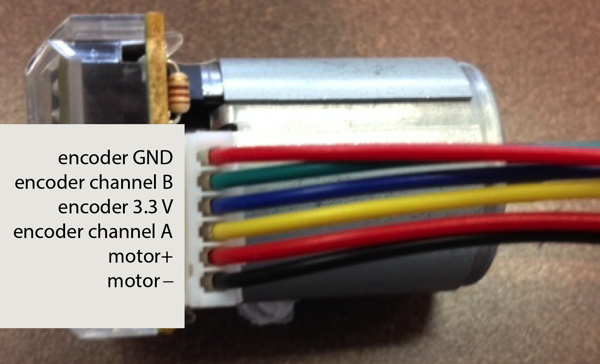 encoder GND
encoder channel B
encoder 3.3 V
encoder channel A
motor+
motor–